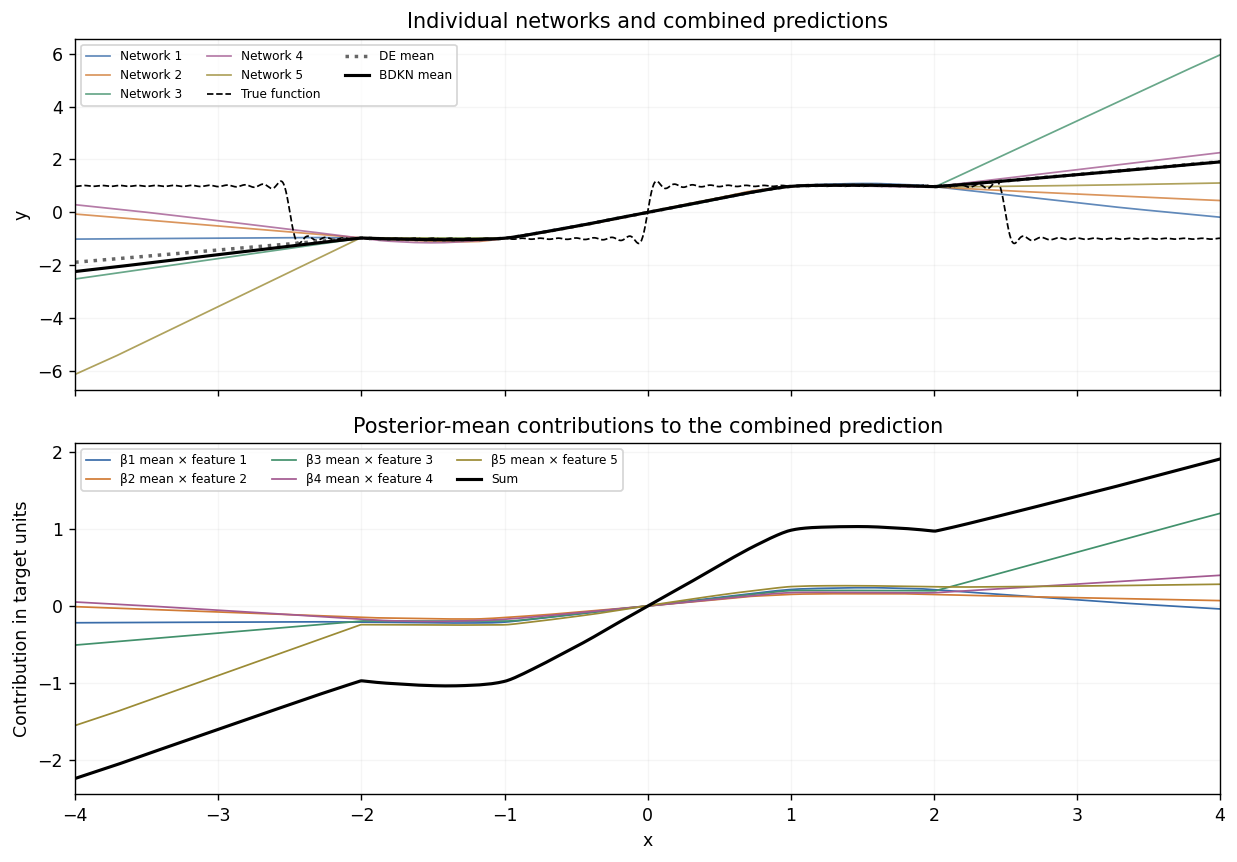 Individual networks and combined predictions
Network 1 Network 4 DE mean
Network 2 Network 5 BDKN mean
Network 3 True function
6
4
2
0
−2
−4
−6
y
Posterior-mean contributions to the combined prediction
β1 mean × feature 1 β3 mean × feature 3 β5 mean × feature 5
β2 mean × feature 2 β4 mean × feature 4 Sum
2
1
0
−1
−2
Contribution in target units
−4 −3 −2 −1 0 1 2 3 4
x